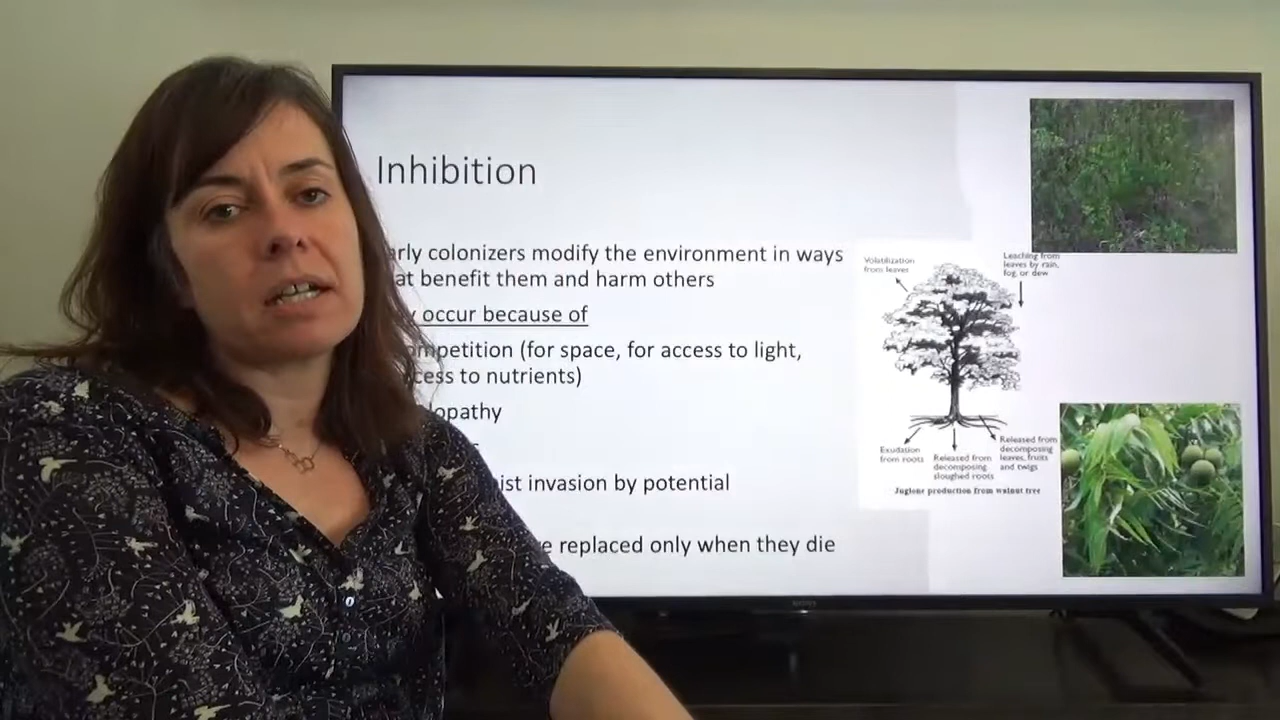 Inhibition
arly colonizers modify the environment in ways
at benefit them and harm others
occur because of
ompetition (for space, for access to light,
cess to nutrients)
lopathy
ist invasion by potential
e replaced only when they die
Volatilization
from leaves
Leaching from
leaves by rain,
fog, or dew
Exudation
from roots
Released from
decomposing
sloughed roots
Released from
decomposing
leaves, fruits
and twigs
Juglone production from walnut tree